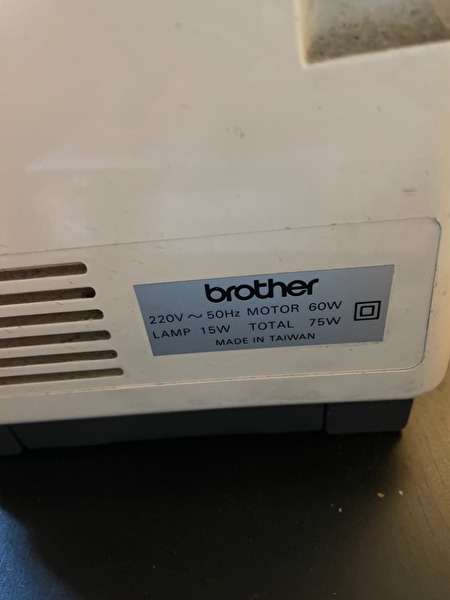 brother
220V ~ 50Hz MOTOR 60W
LAMP 15W TOTAL 75W
MADE IN TAIWAN